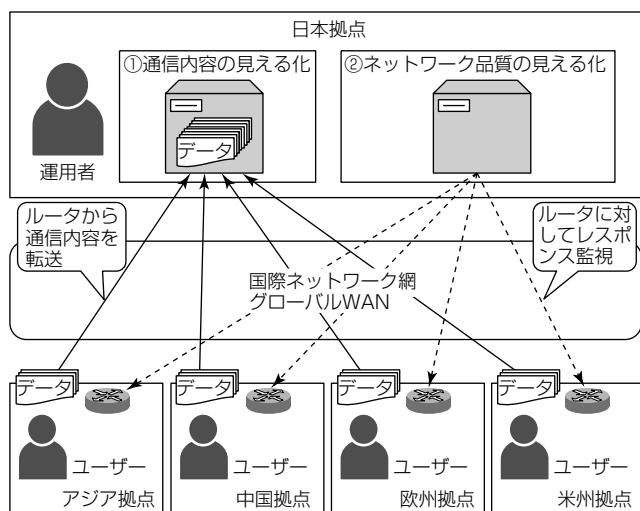 日本拠点
①通信内容の見える化
②ネットワーク品質の見える化
データ
運用者
ルータから
通信内容を
転送
ルータに対
してレスポ
ンス監視
国際ネットワーク網
グローバルWAN
データ
データ
データ
データ
ユーザー
ユーザー
ユーザー
ユーザー
アジア拠点
中国拠点
欧州拠点
米州拠点